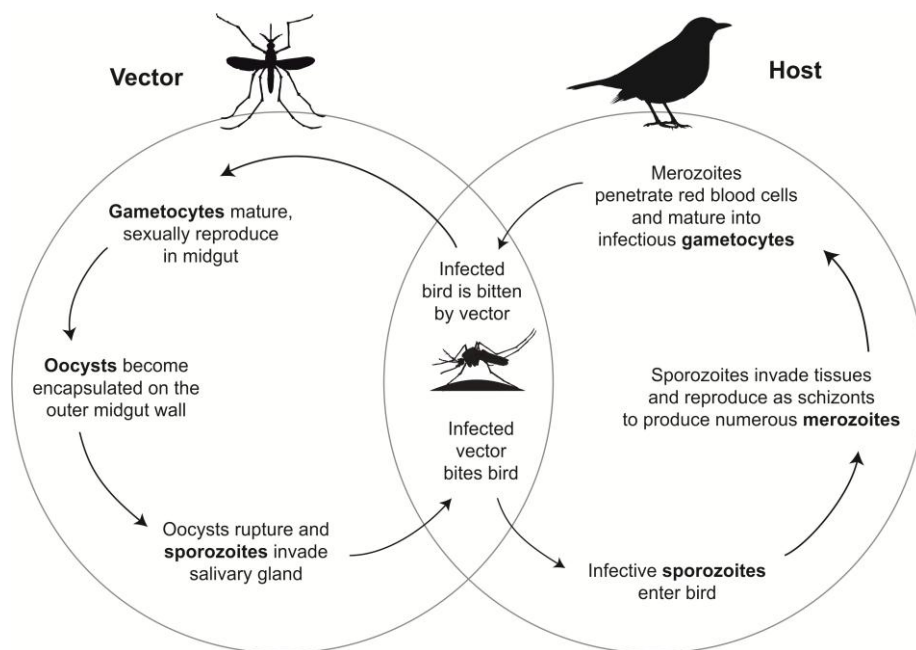 Vector
Host
Gametocytes mature,
sexually reproduce
in midgut
Oocysts become
encapsulated on the
outer midgut wall
Oocysts rupture and
sporozoites invade
salivary gland
Infected
bird is bitten
by vector
Infected
vector
bites bird
Merozoites
penetrate red blood cells
and mature into
infectious gametocytes
Sporozoites invade tissues
and reproduce as schizonts
to produce numerous merozoites
Infective sporozoites
enter bird